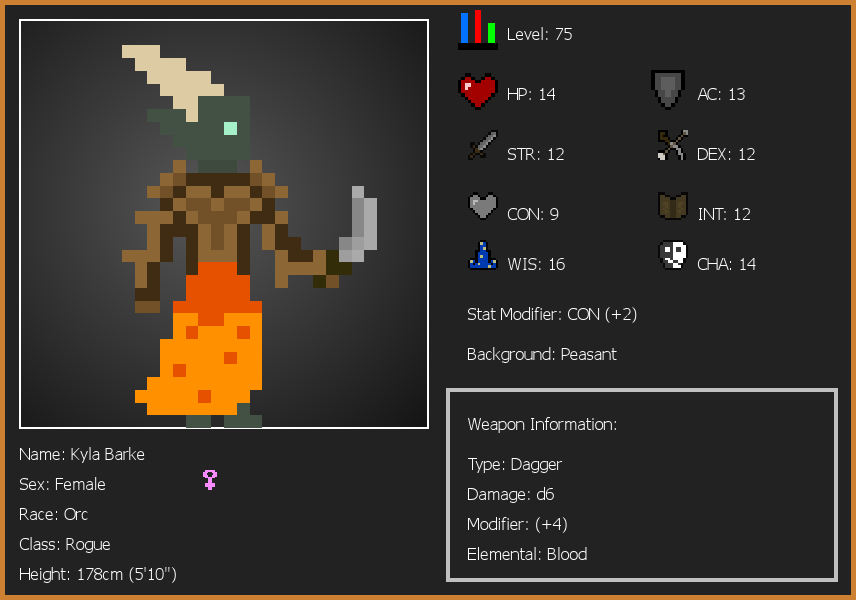 Level: 75
HP: 14
AC: 13
STR: 12
DEX: 12
CON: 9
INT: 12
WIS: 16
CHA: 14
Stat Modifier: CON (+2)
Background: Peasant
Weapon Information:
Type: Dagger
Damage: d6
Modifier: (+4)
Elemental: Blood
Name: Kyla Barke
Sex: Female
Race: Orc
Class: Rogue
Height: 178cm (5'10")